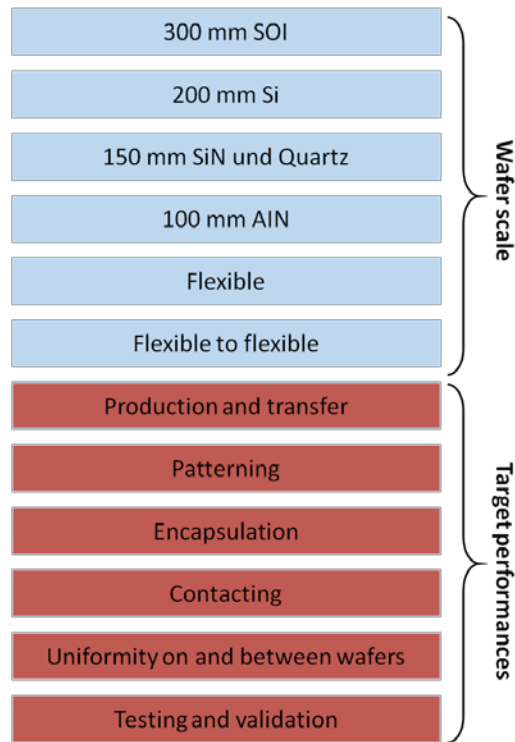 300 mm SOI
200 mm Si
150 mm SiN und Quartz
100 mm AIN
Flexible
Flexible to flexible
Wafer scale
Production and transfer
Patterning
Encapsulation
Contacting
Uniformity on and between wafers
Testing and validation
Target performances